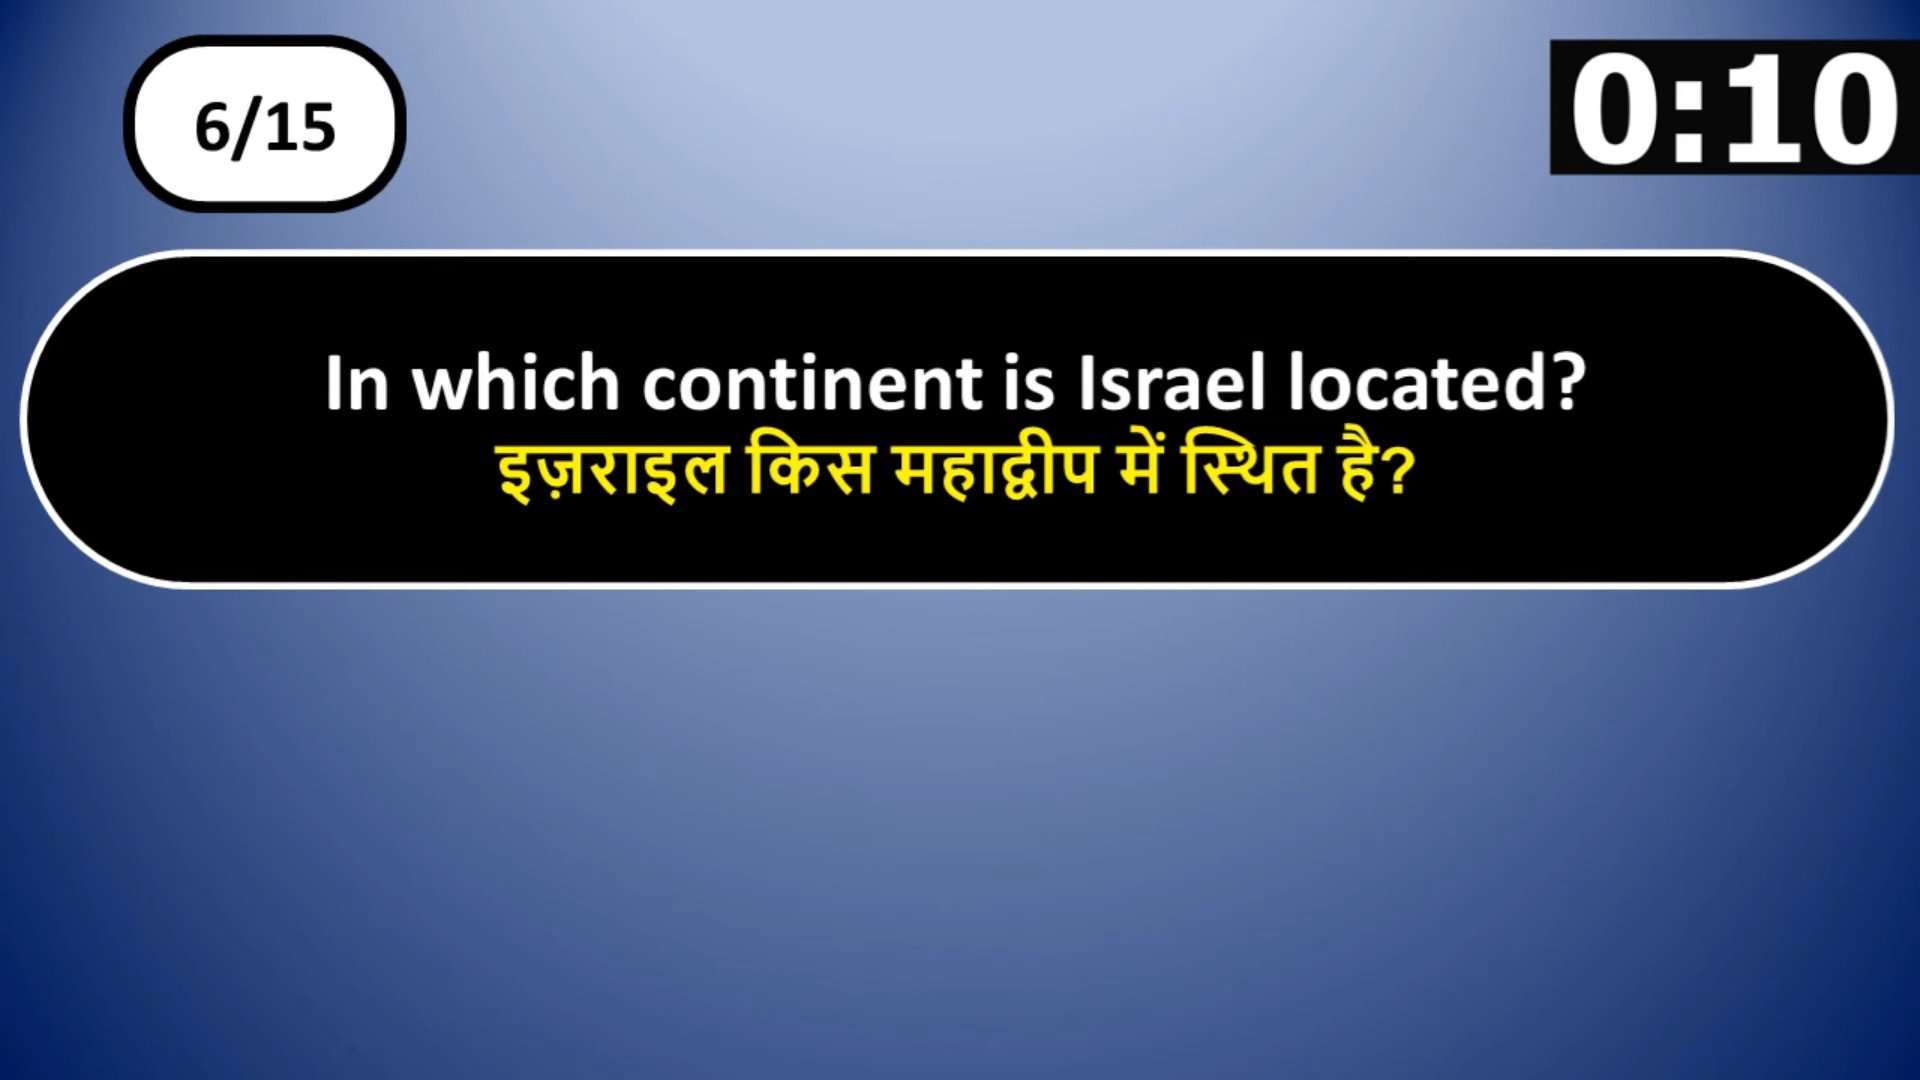 6/15
0:10
In which continent is Israel located?
इज़राइल किस महाद्वीप में स्थित है?